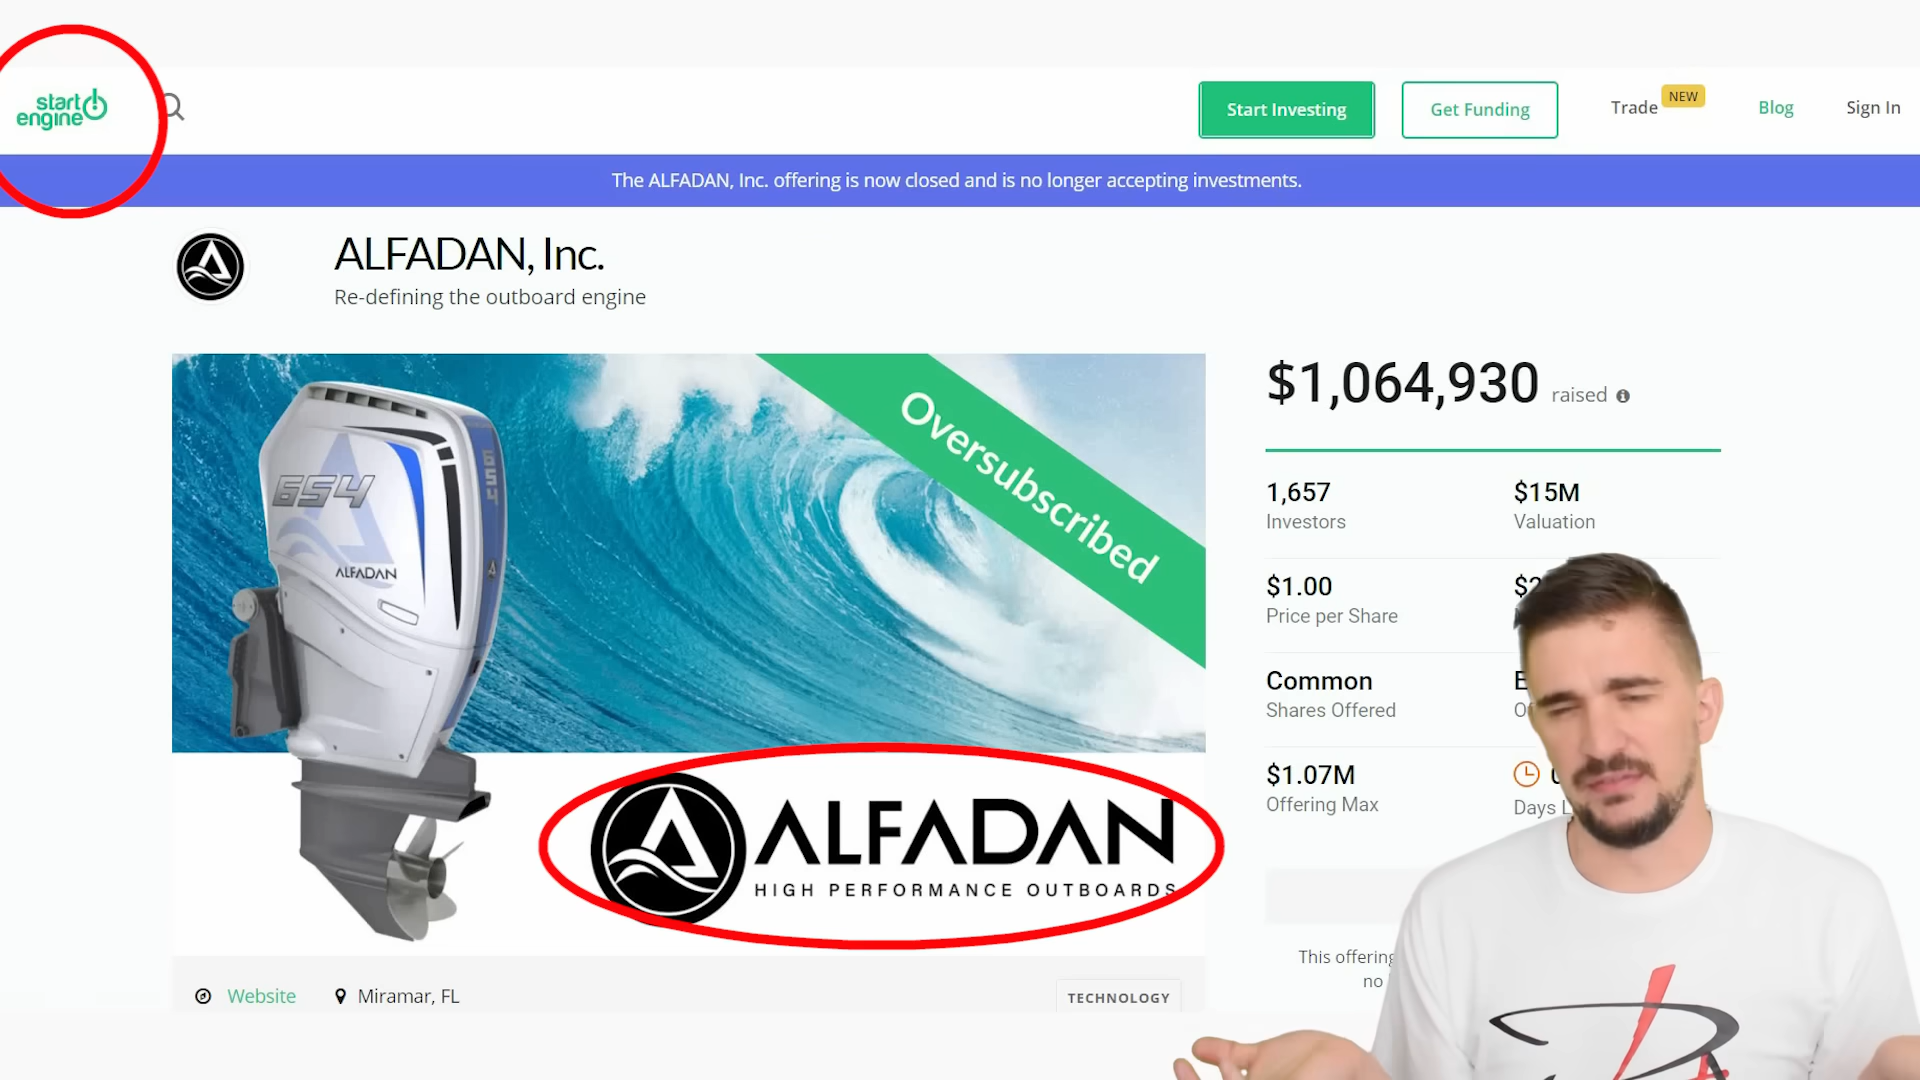 start
engine
Start Investing
Get Funding
Trade
NEW
Blog
Sign In
The ALFADAN, Inc. offering is now closed and is no longer accepting investments.
ALFADAN, Inc.
Re-defining the outboard engine
Oversubscribed
654
654
ALFADAN
$1,064,930 raised
1,657
Investors
$15M
Valuation
$1.00
Price per Share
Common
Shares Offered
$1.07M
Offering Max
Days
ALFADAN
HIGH PERFORMANCE OUTBOARDS
This offering
no
Website
Miramar, FL
TECHNOLOGY